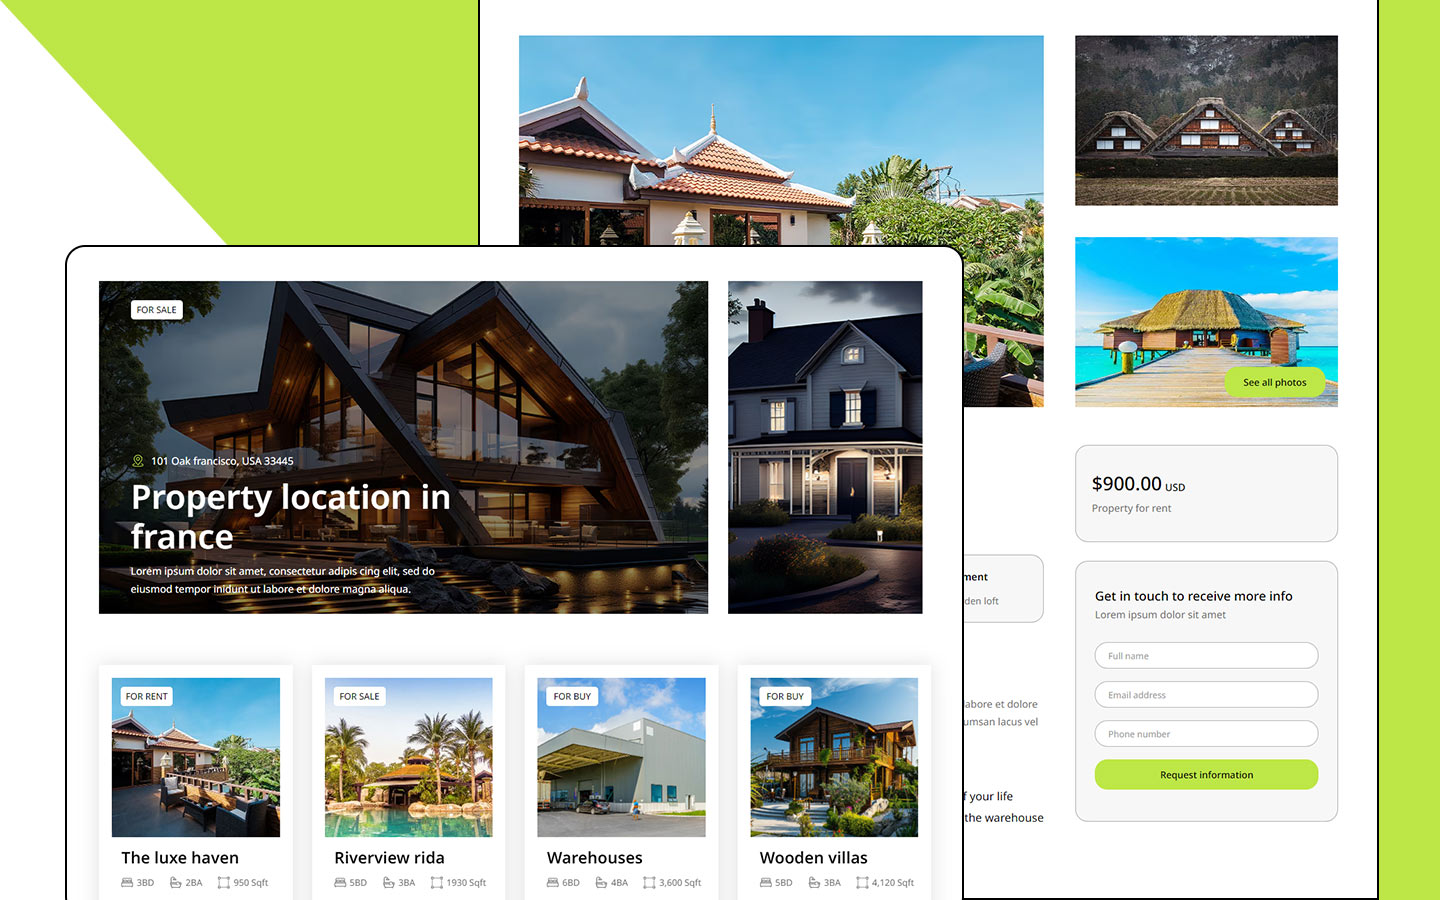 FOR SALE
101 Oak francisco, USA 33445
Property location in
france
Lorem ipsum dolor sit amet, consectetur adipis cing elit, sed do
eiusmod tempor inidunt ut labore et dolore magna aliqua.
FOR RENT
The luxe haven
3BD 2BA 950 Sqft
FOR SALE
Riverview rida
5BD 3BA 1930 Sqft
FOR BUY
Warehouses
6BD 4BA 3,600 Sqft
FOR BUY
Wooden villas
5BD 3BA 4,120 Sqft
See all photos
$900.00 USD
Property for rent
ment
den loft
abore et dolore
umsan lacus vel
f your life
the warehouse
Get in touch to receive more info
Lorem ipsum dolor sit amet
Full name
Email address
Phone number
Request information